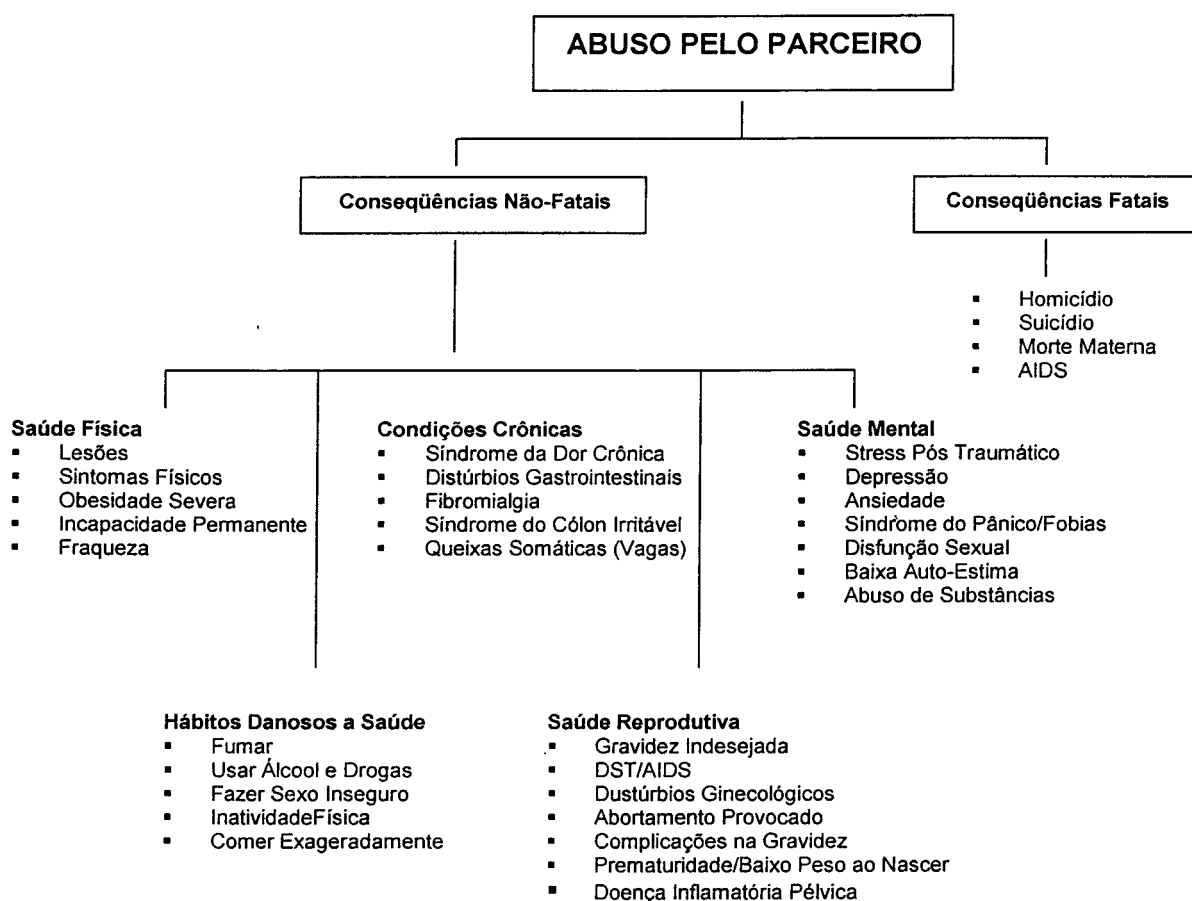 ABUSO PELO PARCEIRO
Conseqüências Não-Fatais
Conseqüências Fatais
▪ Homicídio
▪ Suicídio
▪ Morte Materna
▪ AIDS
Saúde Física
▪ Lesões
▪ Sintomas Físicos
▪ Obesidade Severa
▪ Incapacidade Permanente
▪ Fraqueza
Condições Crônicas
▪ Síndrome da Dor Crônica
▪ Distúrbios Gastrointestinais
▪ Fibromialgia
▪ Síndrome do Cólon Irritável
▪ Queixas Somáticas (Vagas)
Saúde Mental
▪ Stress Pós Traumático
▪ Depressão
▪ Ansiedade
▪ Síndrome do Pânico/Fobias
▪ Disfunção Sexual
▪ Baixa Auto-Estima
▪ Abuso de Substâncias
Hábitos Danosos a Saúde
▪ Fumar
▪ Usar Álcool e Drogas
▪ Fazer Sexo Inseguro
▪ InatividadeFísica
▪ Comer Exageradamente
Saúde Reprodutiva
▪ Gravidez Indesejada
▪ DST/AIDS
▪ Dustúrbios Ginecológicos
▪ Abortamento Provocado
▪ Complicações na Gravidez
▪ Prematuridade/Baixo Peso ao Nascer
▪ Doença Inflamatória Pélvica